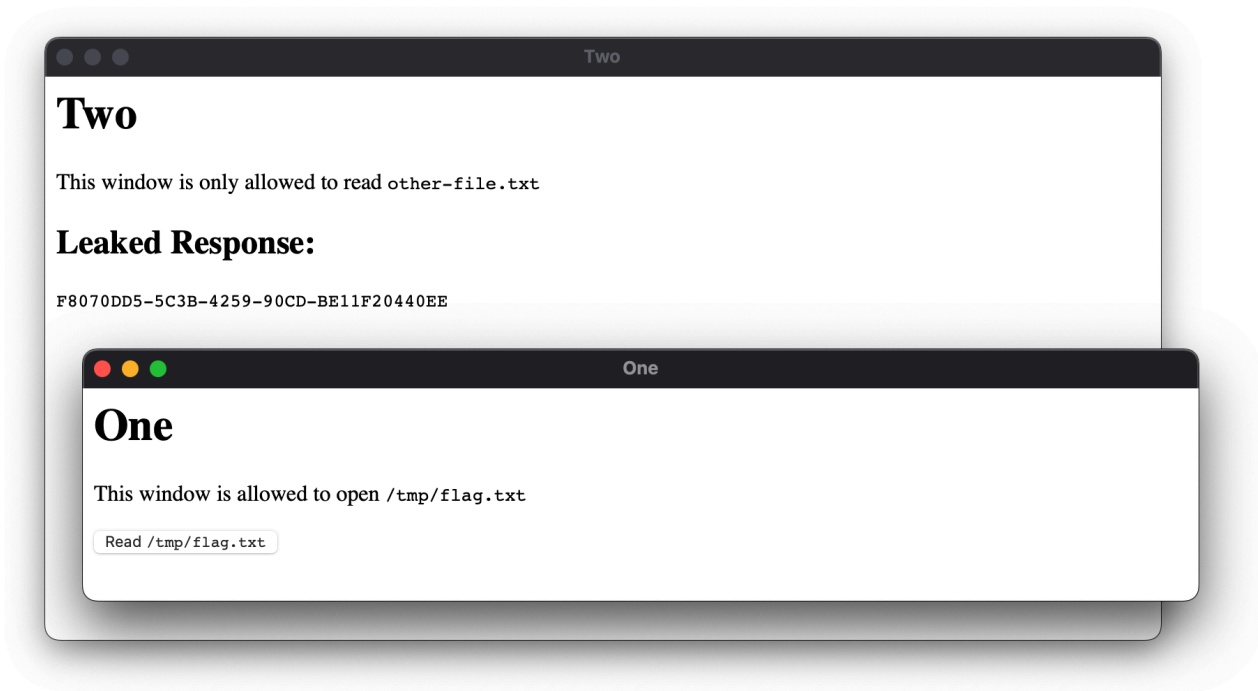 Two
Two
This window is only allowed to read other-file.txt
Leaked Response:
F8070DD5-5C3B-4259-90CD-BE11F20440EE
One
One
This window is allowed to open /tmp/flag.txt
Read /tmp/flag.txt